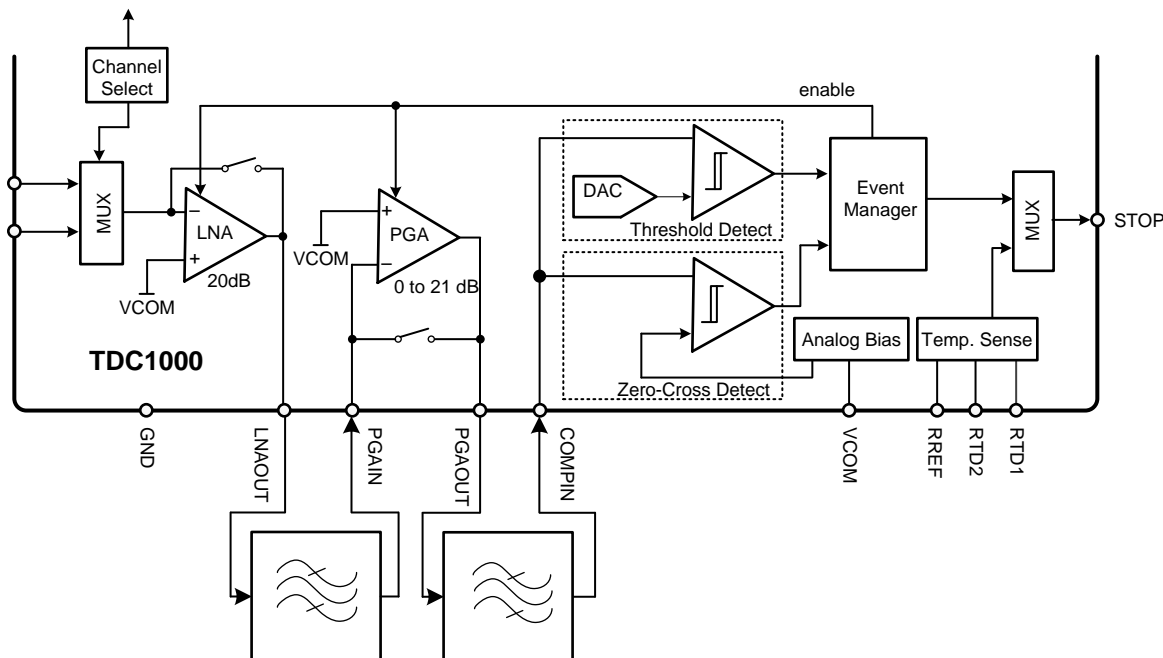 Channel
Select
enable
MUX
LNA
20dB
VCOM
VCOM
PGA
0 to 21 dB
DAC
Threshold Detect
Zero-Cross Detect
Event
Manager
MUX
STOP
Analog Bias
Temp. Sense
TDC1000
GND
LNAOUT
PGAIN
PGAOUT
COMPIN
VCOM
RREF
RTD2
RTD1